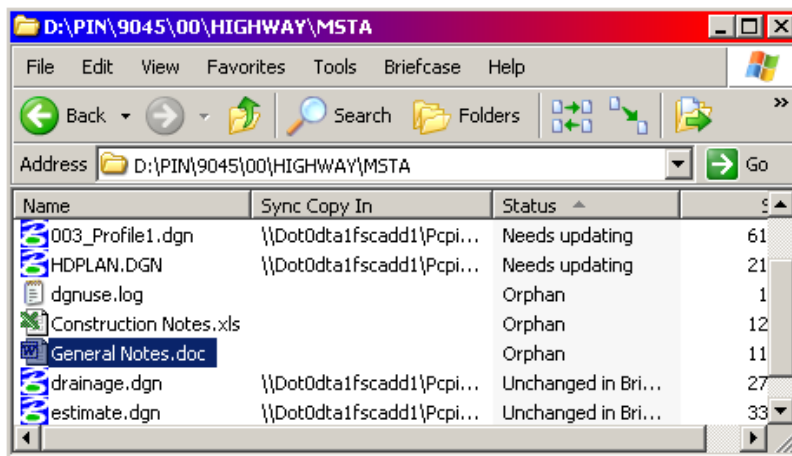 D:\PIN\9045\00\HIGHWAY\MSTA
File Edit View Favorites Tools Briefcase Help
Back Search Folders »
Address D:\PIN\9045\00\HIGHWAY\MSTA Go
Name Sync Copy In Status
003_Profile1.dgn \\Dot0dta1fscadd1\Pcpi... Needs updating 61
HDPLAN.DGN \\Dot0dta1fscadd1\Pcpi... Needs updating 21
dgnuse.log Orphan 1
Construction Notes.xls Orphan 12
General Notes.doc Orphan 11
drainage.dgn \\Dot0dta1fscadd1\Pcpi... Unchanged in Bri... 27
estimate.dgn \\Dot0dta1fscadd1\Pcpi... Unchanged in Bri... 33